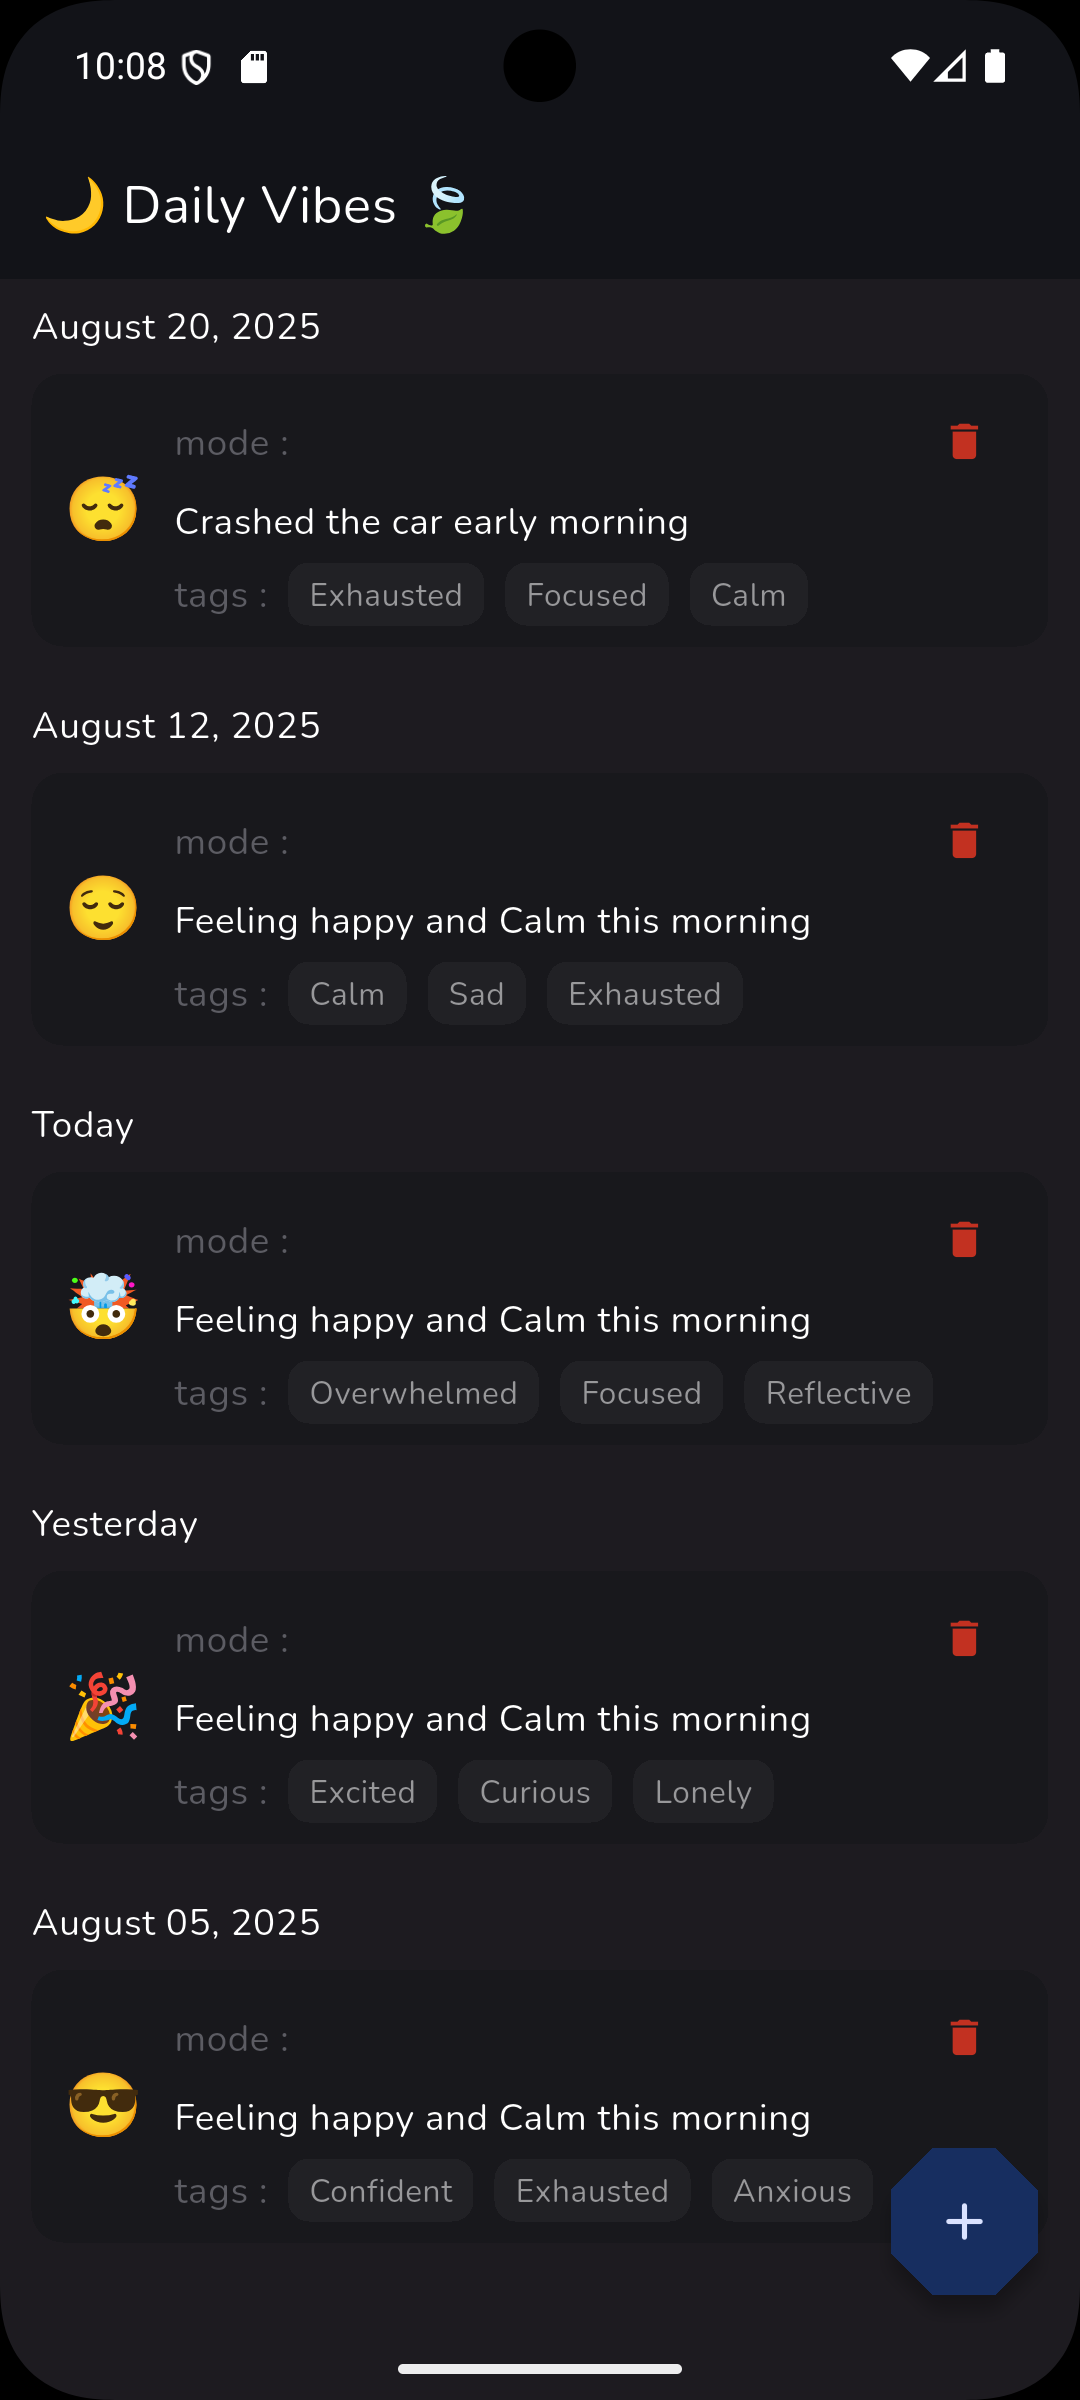 10:08
🌙 Daily Vibes 🍃
August 20, 2025
mode :
Crashed the car early morning
tags : Exhausted Focused Calm
August 12, 2025
mode :
Feeling happy and Calm this morning
tags : Calm Sad Exhausted
Today
mode :
Feeling happy and Calm this morning
tags : Overwhelmed Focused Reflective
Yesterday
mode :
Feeling happy and Calm this morning
tags : Excited Curious Lonely
August 05, 2025
mode :
Feeling happy and Calm this morning
tags : Confident Exhausted Anxious